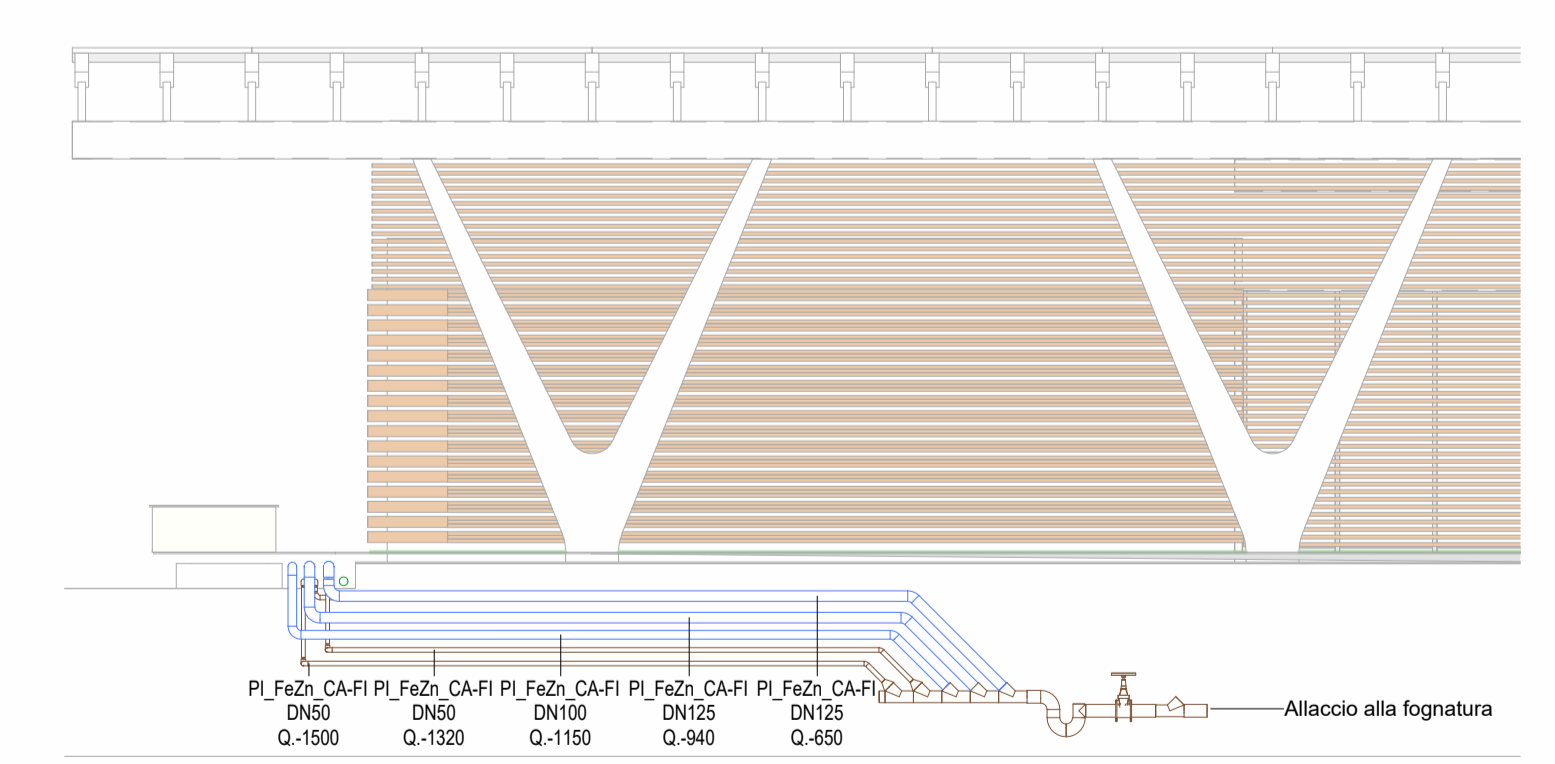 PI_FeZn_CA-FI PI_FeZn_CA-FI PI_FeZn_CA-FI PI_FeZn_CA-FI PI_FeZn_CA-FI
DN50 DN50 DN100 DN125 DN125
Q.-1500 Q.-1320 Q.-1150 Q.-940 Q.-650
Allaccio alla fognatura